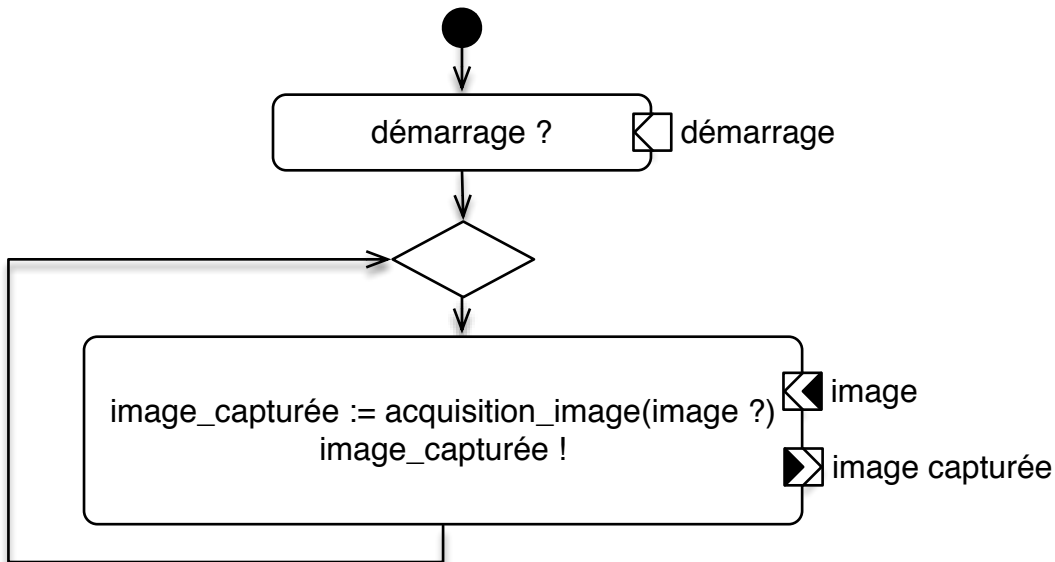 démarrage ?
démarrage
image_capturée := acquisition_image(image ?)
image_capturée !
image
image capturée